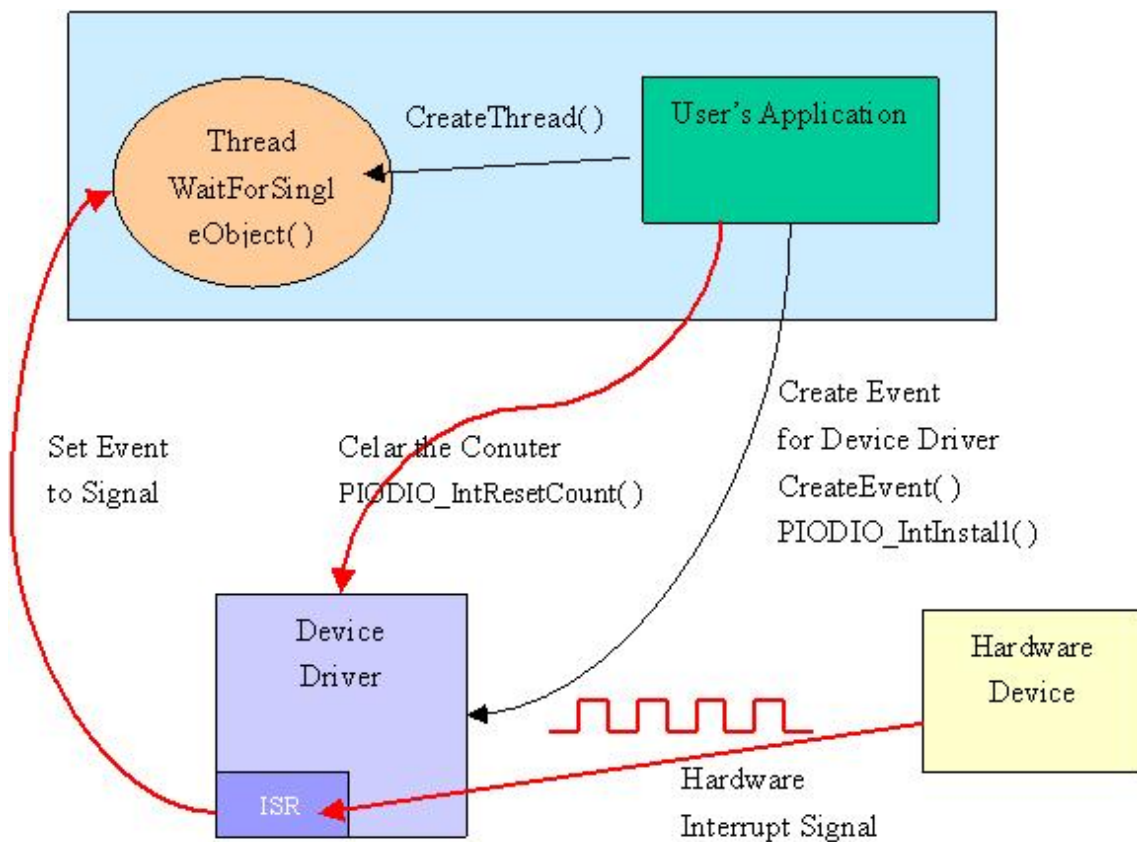 Thread
WaitForSingl
eObject( )
CreateThread( )
User's Application
Set Event
to Signal
Celar the Conuter
PIODIO_IntResetCount( )
Create Event
for Device Driver
CreateEvent( )
PIODIO_IntInstall( )
Device
Driver
ISR
Hardware
Device
Hardware
Interrupt Signal